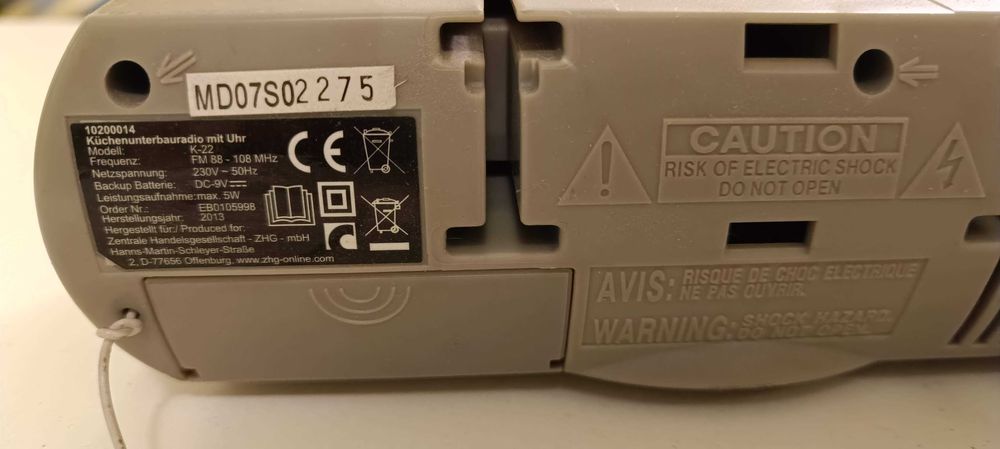 MD07S02275
10200014
Küchenunterbauradio mit Uhr
Modell: K-22
Frequenz: FM 88 - 108 MHz
Netzspannung: 230V ~ 50Hz
Backup Batterie: DC-9V
Leistungsaufnahme: max. 5W
Order Nr.: EB0105998
Herstellungsjahr: 2013
Hergestellt für:/ Produced for:
Zentrale Handelsgesellschaft - ZHG - mbH
Hanns-Martin-Schleyer-Straße
2, D-77656 Offenburg, www.zhg-online.com
CE
CAUTION
RISK OF ELECTRIC SHOCK
DO NOT OPEN
AVIS: RISQUE DE CHOC ELECTRIQUE
NE PAS OUVRIR.
WARNING: SHOCK HAZARD.
DO NOT OPEN.